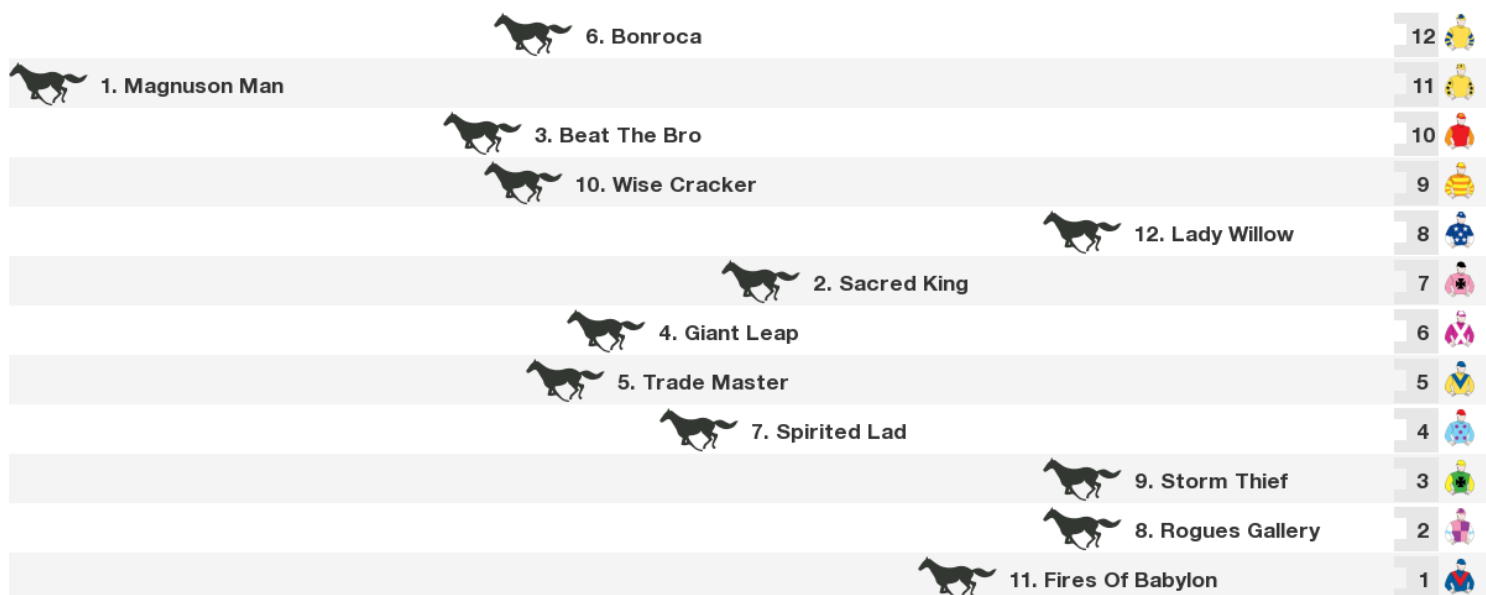 6. Bonroca 12
1. Magnuson Man 11
3. Beat The Bro 10
10. Wise Cracker 9
12. Lady Willow 8
2. Sacred King 7
4. Giant Leap 6
5. Trade Master 5
7. Spirited Lad 4
9. Storm Thief 3
8. Rogues Gallery 2
11. Fires Of Babylon 1